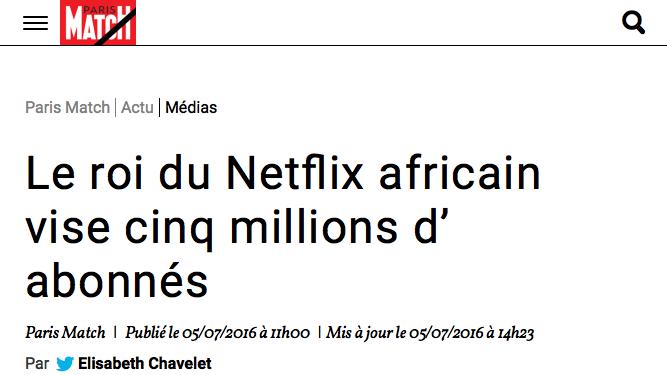 PARIS
MATCH
Paris Match | Actu | Médias
Le roi du Netflix africain
vise cinq millions d’
abonnés
Paris Match | Publié le 05/07/2016 à 11h00 | Mis à jour le 05/07/2016 à 14h23
Par Elisabeth Chavelet